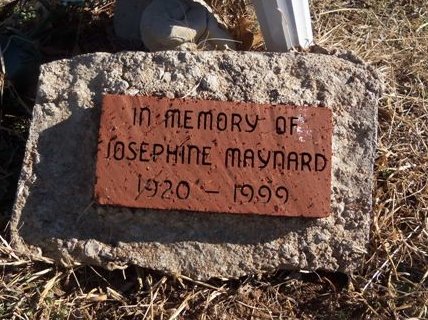 IN MEMORY OF
JOSEPHINE MAYNARD
1920 - 1999